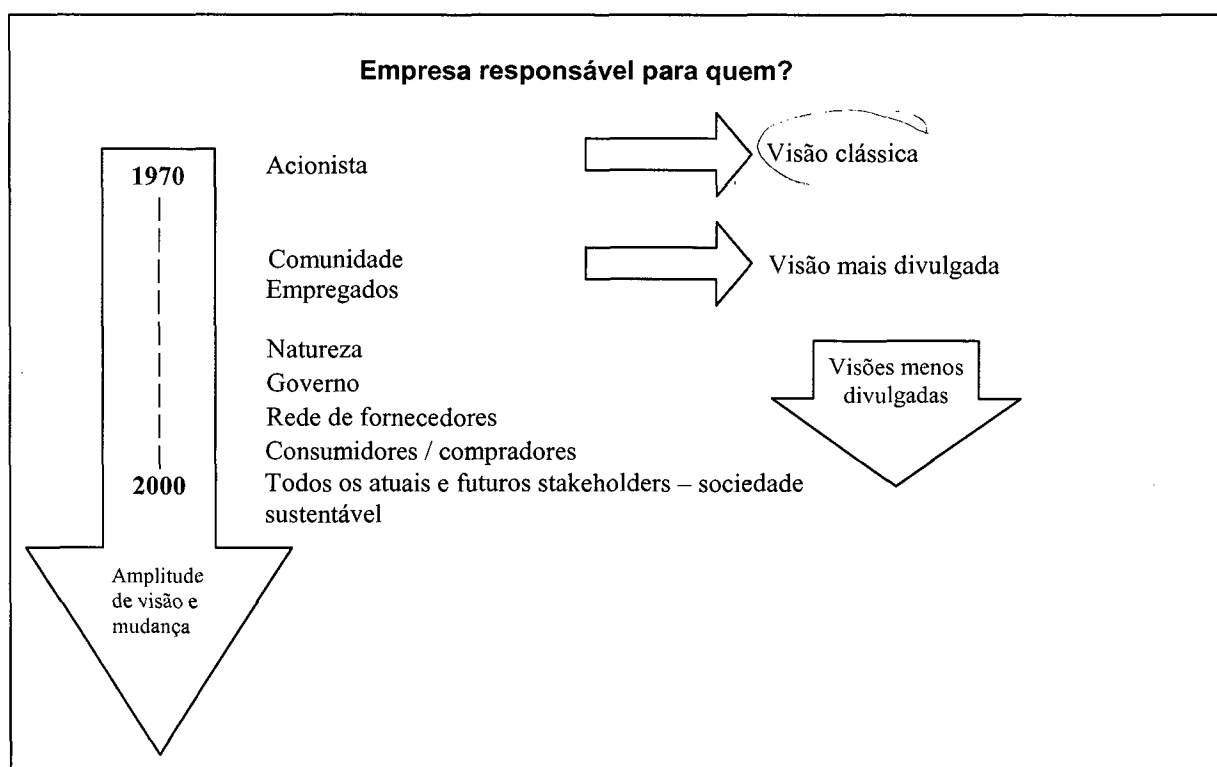 Empresa responsável para quem?
1970
Acionista
Visão clássica
Comunidade
Empregados
Visão mais divulgada
Natureza
Governo
Rede de fornecedores
Consumidores / compradores
Visões menos
divulgadas
2000
Todos os atuais e futuros stakeholders – sociedade
sustentável
Amplitude
de visão e
mudança